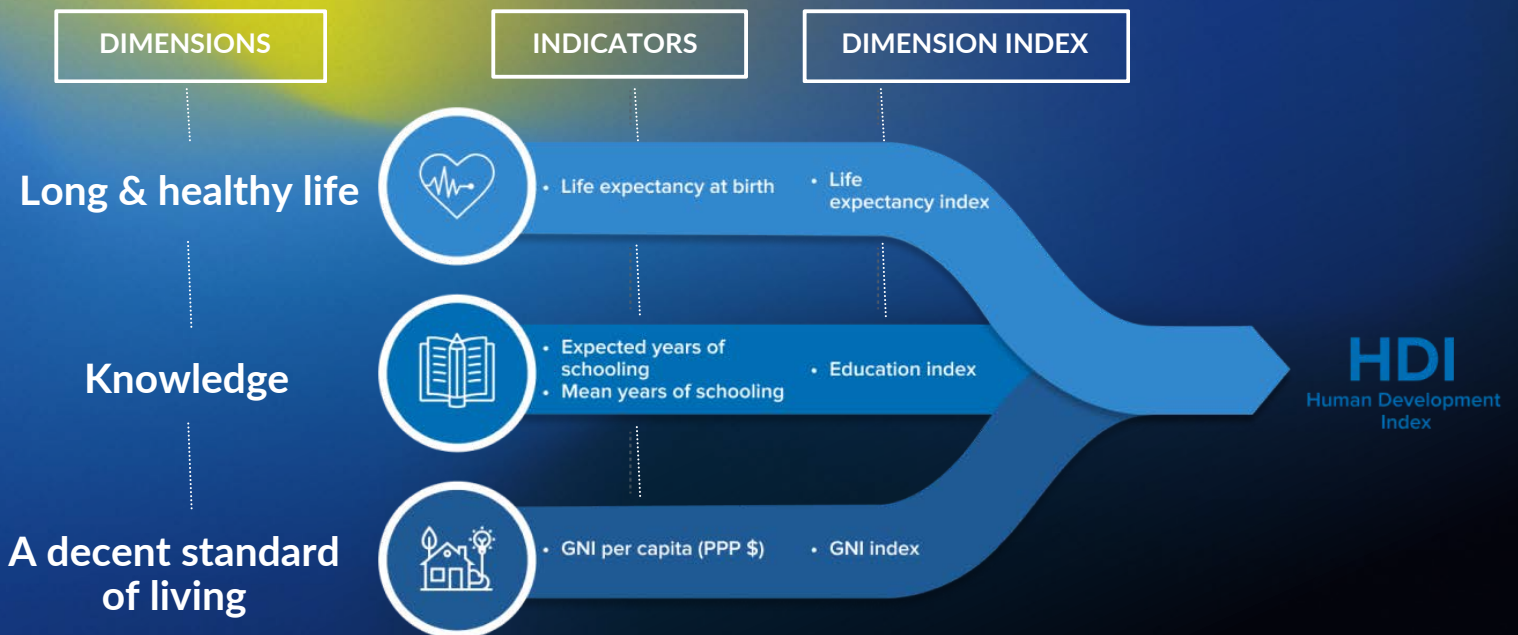 DIMENSIONS
INDICATORS
DIMENSION INDEX
Long & healthy life
• Life expectancy at birth
• Life
expectancy index
Knowledge
• Expected years of
schooling
• Mean years of schooling
• Education index
A decent standard
of living
• GNI per capita (PPP $)
• GNI index
HDI
Human Development
Index